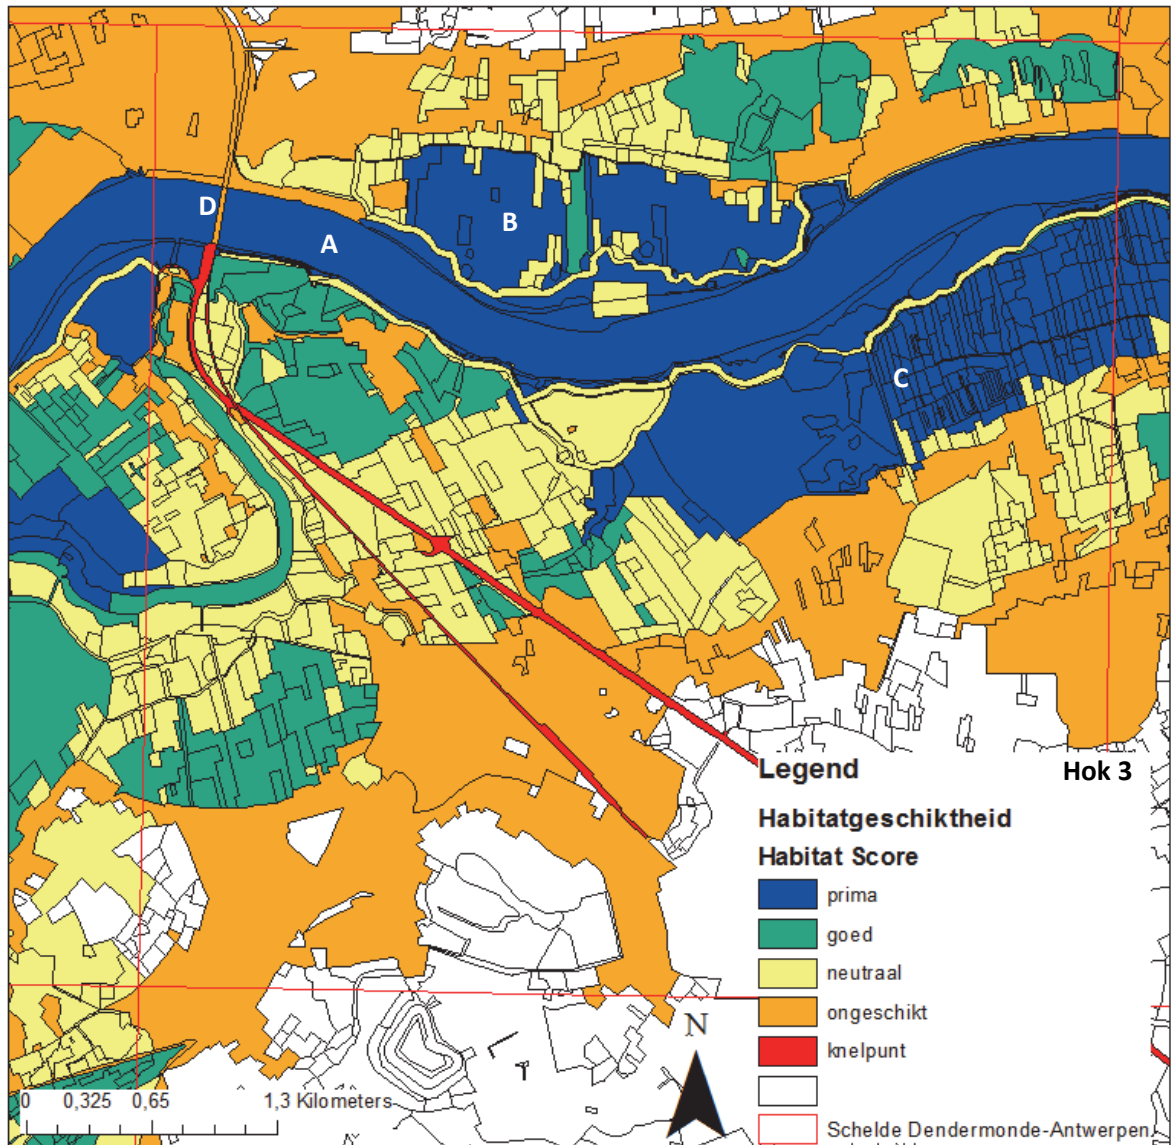 D
A
B
C
Hok 3
Legend
Habitatgeschiktheid
Habitat Score
prima
goed
neutraal
ongeschikt
knelpunt
Schelde Dendermonde-Antwerpen
N
0 0,325 0,65 1,3 Kilometers